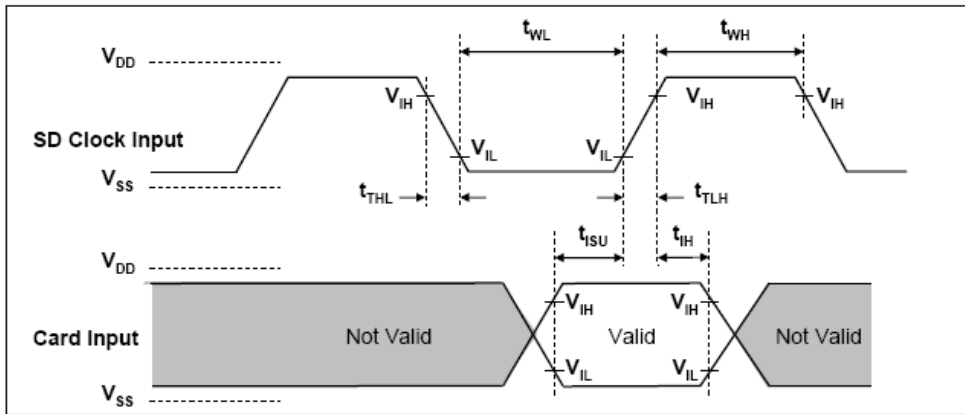 t_WL t_WH
V_DD
V_IH V_IH V_IH
SD Clock Input
V_IL V_IL
V_SS
t_THL t_TLH
t_ISU t_IH
V_DD
V_IH V_IH
Card Input Not Valid Valid Not Valid
V_IL V_IL
V_SS